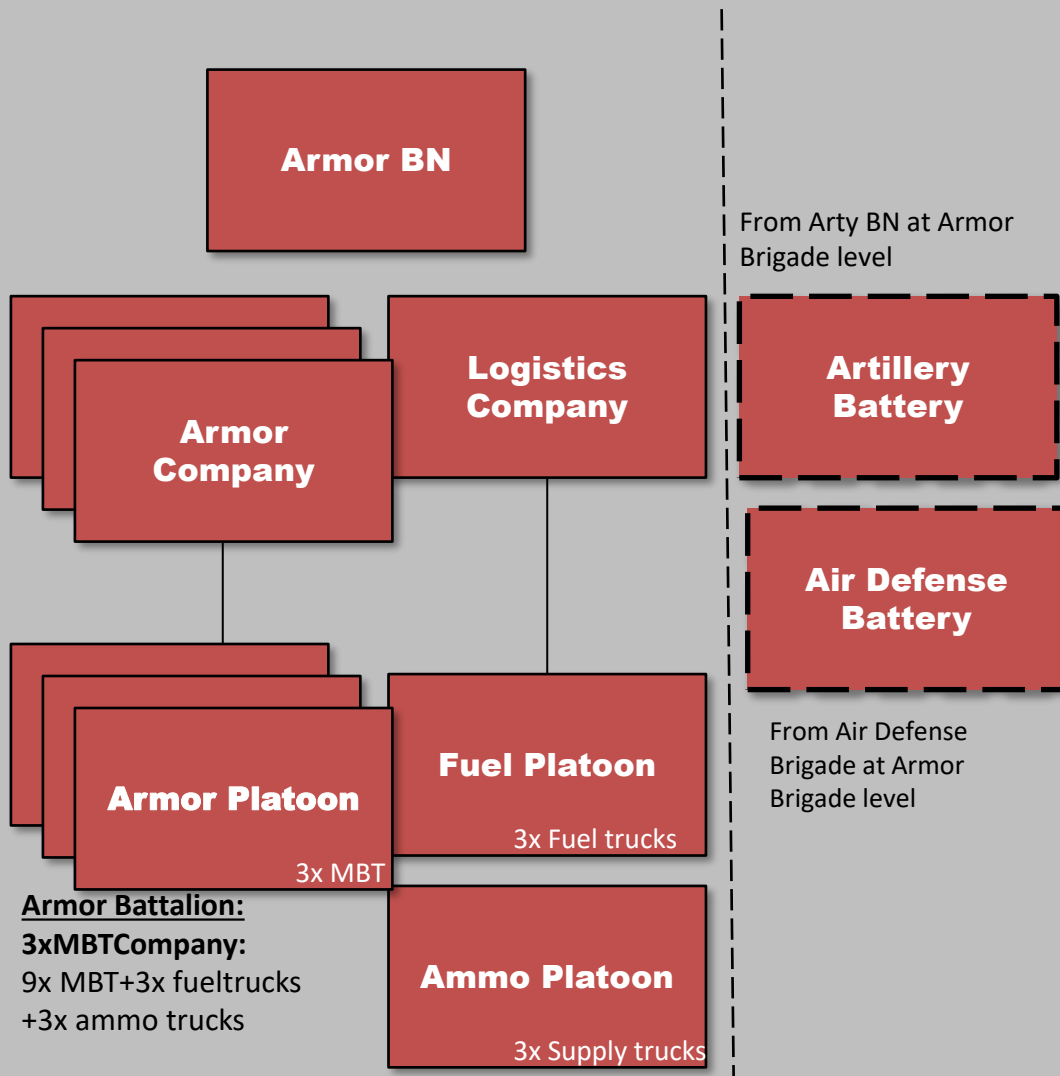 Armor BN
From Arty BN at Armor
Brigade level
Armor
Company
Logistics
Company
Artillery
Battery
Air Defense
Battery
From Air Defense
Brigade at Armor
Brigade level
Armor Platoon
3x MBT
Fuel Platoon
3x Fuel trucks
Ammo Platoon
3x Supply trucks
Armor Battalion:
3xMBTCompany:
9x MBT+3x fueltrucks
+3x ammo trucks